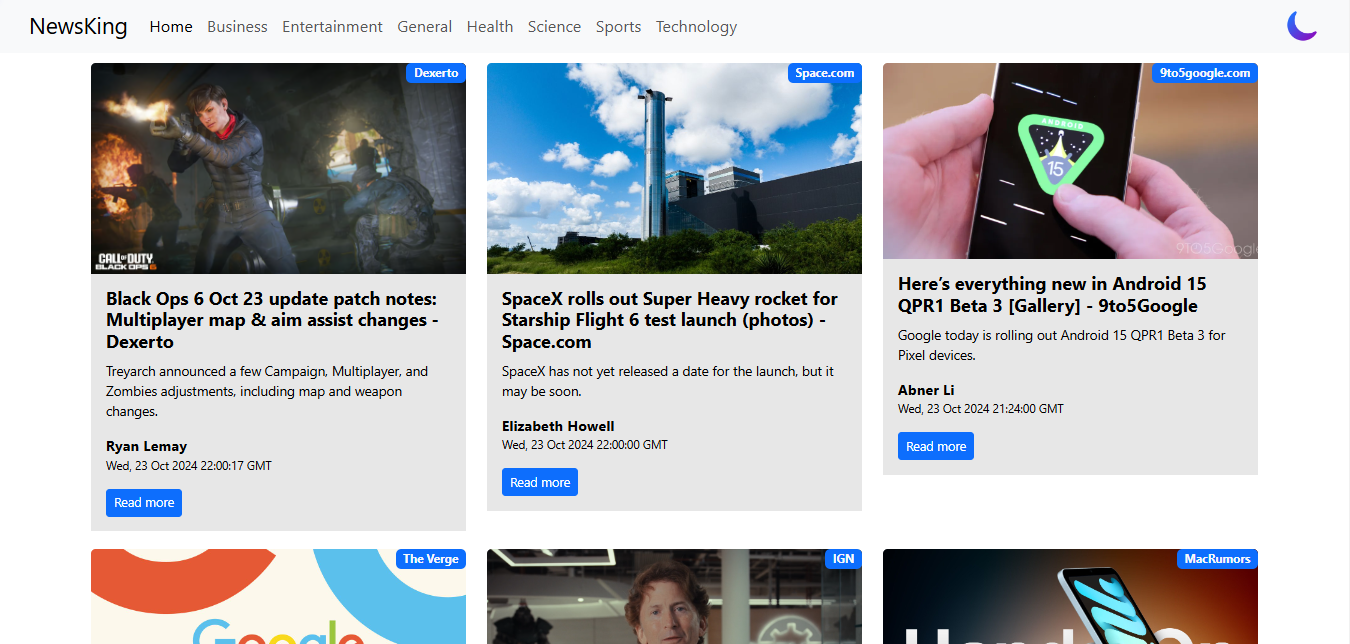 NewsKing Home Business Entertainment General Health Science Sports Technology
Dexerto
CALL OF DUTY
BLACK OPS 6
Black Ops 6 Oct 23 update patch notes:
Multiplayer map & aim assist changes -
Dexerto
Treyarch announced a few Campaign, Multiplayer, and
Zombies adjustments, including map and weapon
changes.
Ryan Lemay
Wed, 23 Oct 2024 22:00:17 GMT
Read more
Space.com
SpaceX rolls out Super Heavy rocket for
Starship Flight 6 test launch (photos) -
Space.com
SpaceX has not yet released a date for the launch, but it
may be soon.
Elizabeth Howell
Wed, 23 Oct 2024 22:00:00 GMT
Read more
9to5google.com
ANDROID
15
9TO5Google
Here’s everything new in Android 15
QPR1 Beta 3 [Gallery] - 9to5Google
Google today is rolling out Android 15 QPR1 Beta 3 for
Pixel devices.
Abner Li
Wed, 23 Oct 2024 21:24:00 GMT
Read more
The Verge
Google
IGN
MacRumors